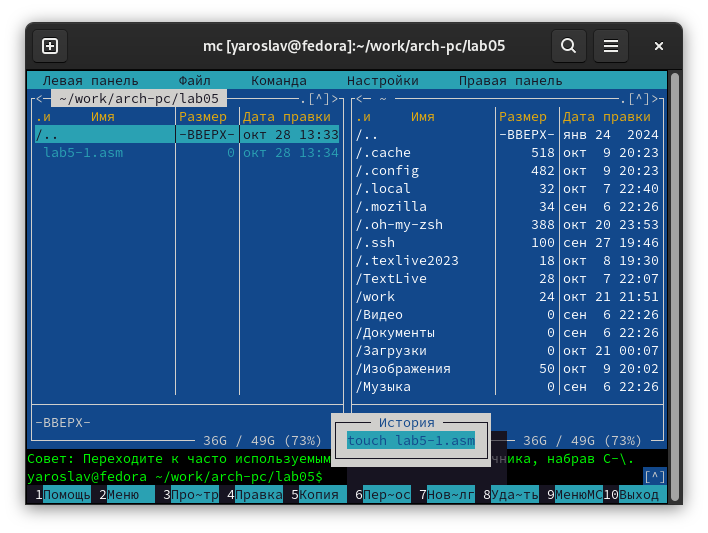 mc [yaroslav@fedora]:~/work/arch-pc/lab05
Левая панель Файл Команда Настройки Правая панель
<— ~/work/arch-pc/lab05 .[^]> <— ~ .[^]>
.и Имя Размер Дата правки .и Имя Размер Дата правки
/.. -ВВЕРХ- окт 28 13:33 /.. -ВВЕРХ- янв 24 2024
lab5-1.asm 0 окт 28 13:34 /.cache 518 окт 9 20:23
/.config 482 окт 9 20:23
/.local 32 окт 7 22:40
/.mozilla 34 сен 6 22:26
/.oh-my-zsh 388 окт 20 23:53
/.ssh 100 сен 27 19:46
/.texlive2023 18 окт 8 19:30
/TextLive 28 окт 7 22:07
/work 24 окт 21 21:51
/Видео 0 сен 6 22:26
/Документы 0 сен 6 22:26
/Загрузки 0 окт 21 00:07
/Изображения 50 окт 9 20:02
/Музыка 0 сен 6 22:26
-ВВЕРХ-
История
36G / 49G (73%) touch lab5-1.asm 36G / 49G (73%)
Совет: Переходите к часто используемым ника, набрав C-\.
yaroslav@fedora ~/work/arch-pc/lab05$ [^]
1Помощь 2Меню 3Про~тр 4Правка 5Копия 6Пер~ос 7Нов~лг 8Уда~ть 9МенюMC 10Выход